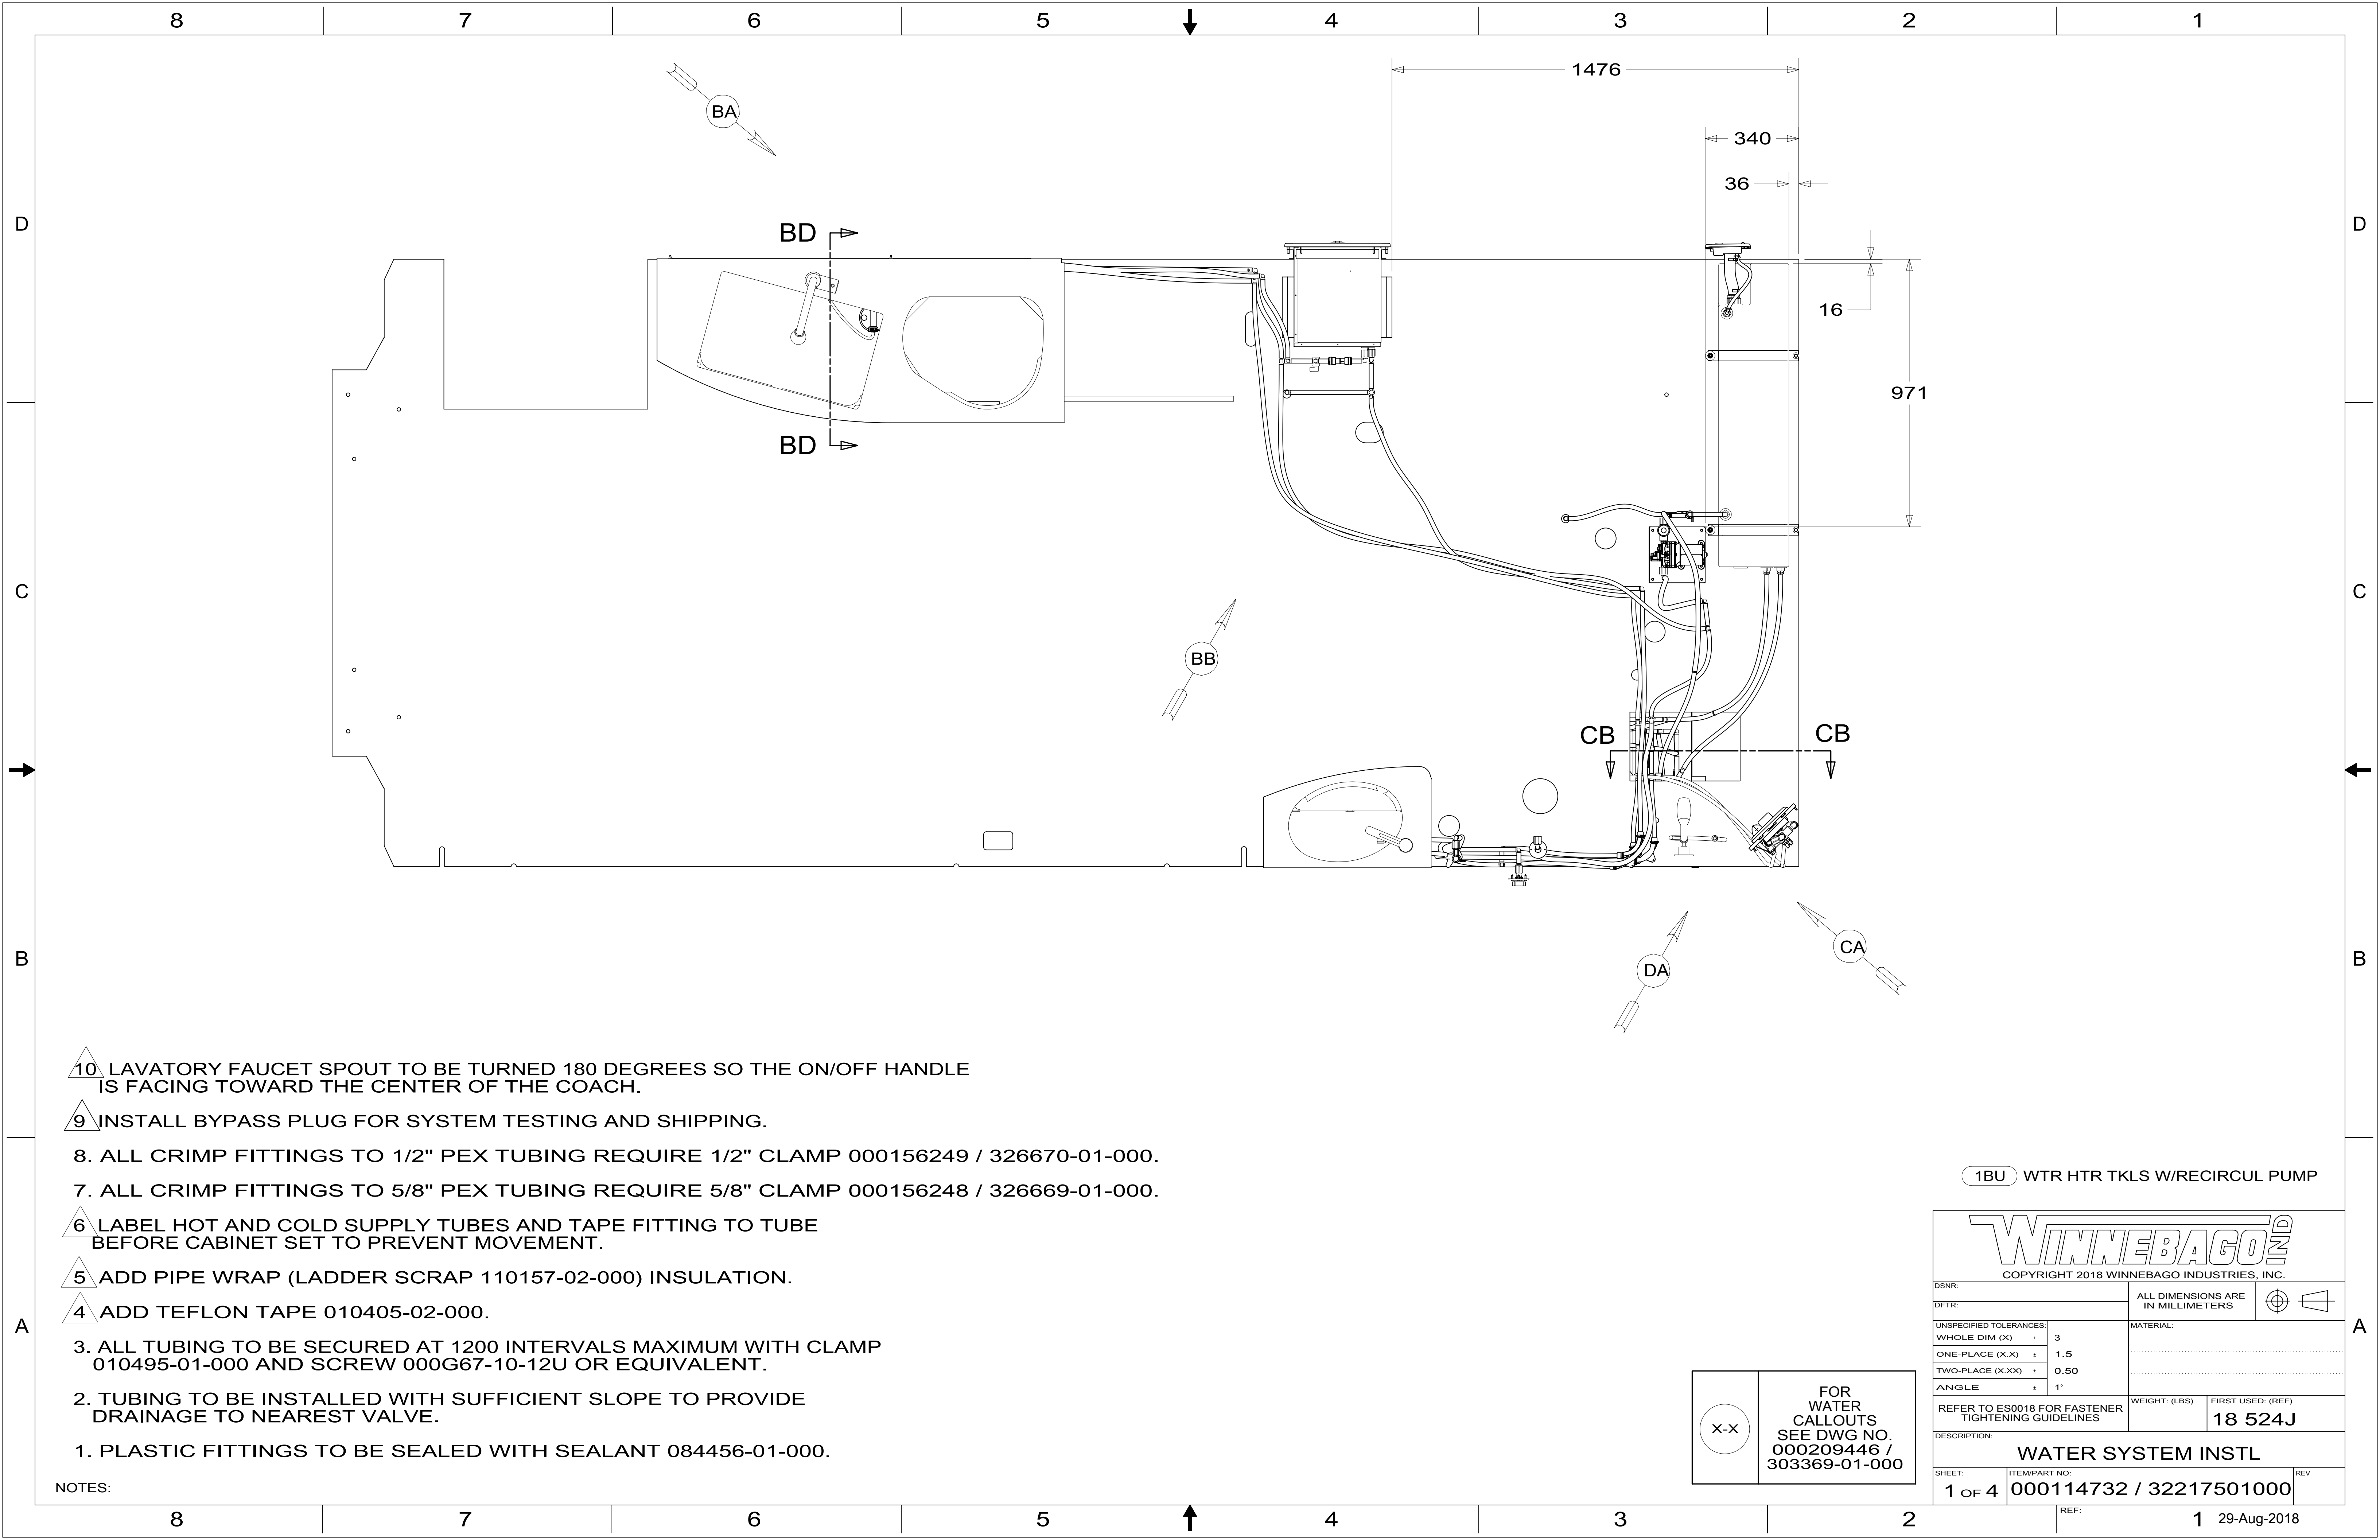 8 7 6 5 4 3 2 1
1476
BA
340
36
D D
BD
16
971
BD
C C
BB
CB CB
CA
B B
DA
10 LAVATORY FAUCET SPOUT TO BE TURNED 180 DEGREES SO THE ON/OFF HANDLE
IS FACING TOWARD THE CENTER OF THE COACH.
9 INSTALL BYPASS PLUG FOR SYSTEM TESTING AND SHIPPING.
8. ALL CRIMP FITTINGS TO 1/2" PEX TUBING REQUIRE 1/2" CLAMP 000156249 / 326670-01-000.
7. ALL CRIMP FITTINGS TO 5/8" PEX TUBING REQUIRE 5/8" CLAMP 000156248 / 326669-01-000.
6 LABEL HOT AND COLD SUPPLY TUBES AND TAPE FITTING TO TUBE
BEFORE CABINET SET TO PREVENT MOVEMENT.
5 ADD PIPE WRAP (LADDER SCRAP 110157-02-000) INSULATION.
4 ADD TEFLON TAPE 010405-02-000.
A A
3. ALL TUBING TO BE SECURED AT 1200 INTERVALS MAXIMUM WITH CLAMP
010495-01-000 AND SCREW 000G67-10-12U OR EQUIVALENT.
2. TUBING TO BE INSTALLED WITH SUFFICIENT SLOPE TO PROVIDE
DRAINAGE TO NEAREST VALVE.
1. PLASTIC FITTINGS TO BE SEALED WITH SEALANT 084456-01-000.
NOTES:
X-X
FOR
WATER
CALLOUTS
SEE DWG NO.
000209446 /
303369-01-000
1BU WTR HTR TKLS W/RECIRCUL PUMP
WINNEBAGO IND
COPYRIGHT 2018 WINNEBAGO INDUSTRIES, INC.
DSNR:
DFTR:
ALL DIMENSIONS ARE
IN MILLIMETERS
UNSPECIFIED TOLERANCES:
WHOLE DIM (X) ± 3
ONE-PLACE (X.X) ± 1.5
TWO-PLACE (X.XX) ± 0.50
ANGLE ± 1°
MATERIAL:
REFER TO ES0018 FOR FASTENER
TIGHTENING GUIDELINES
WEIGHT: (LBS)
FIRST USED: (REF)
18 524J
DESCRIPTION:
WATER SYSTEM INSTL
SHEET:
1 OF 4
ITEM/PART NO:
000114732 / 32217501000
REV
REF:
8 7 6 5 4 3 2 1
29-Aug-2018